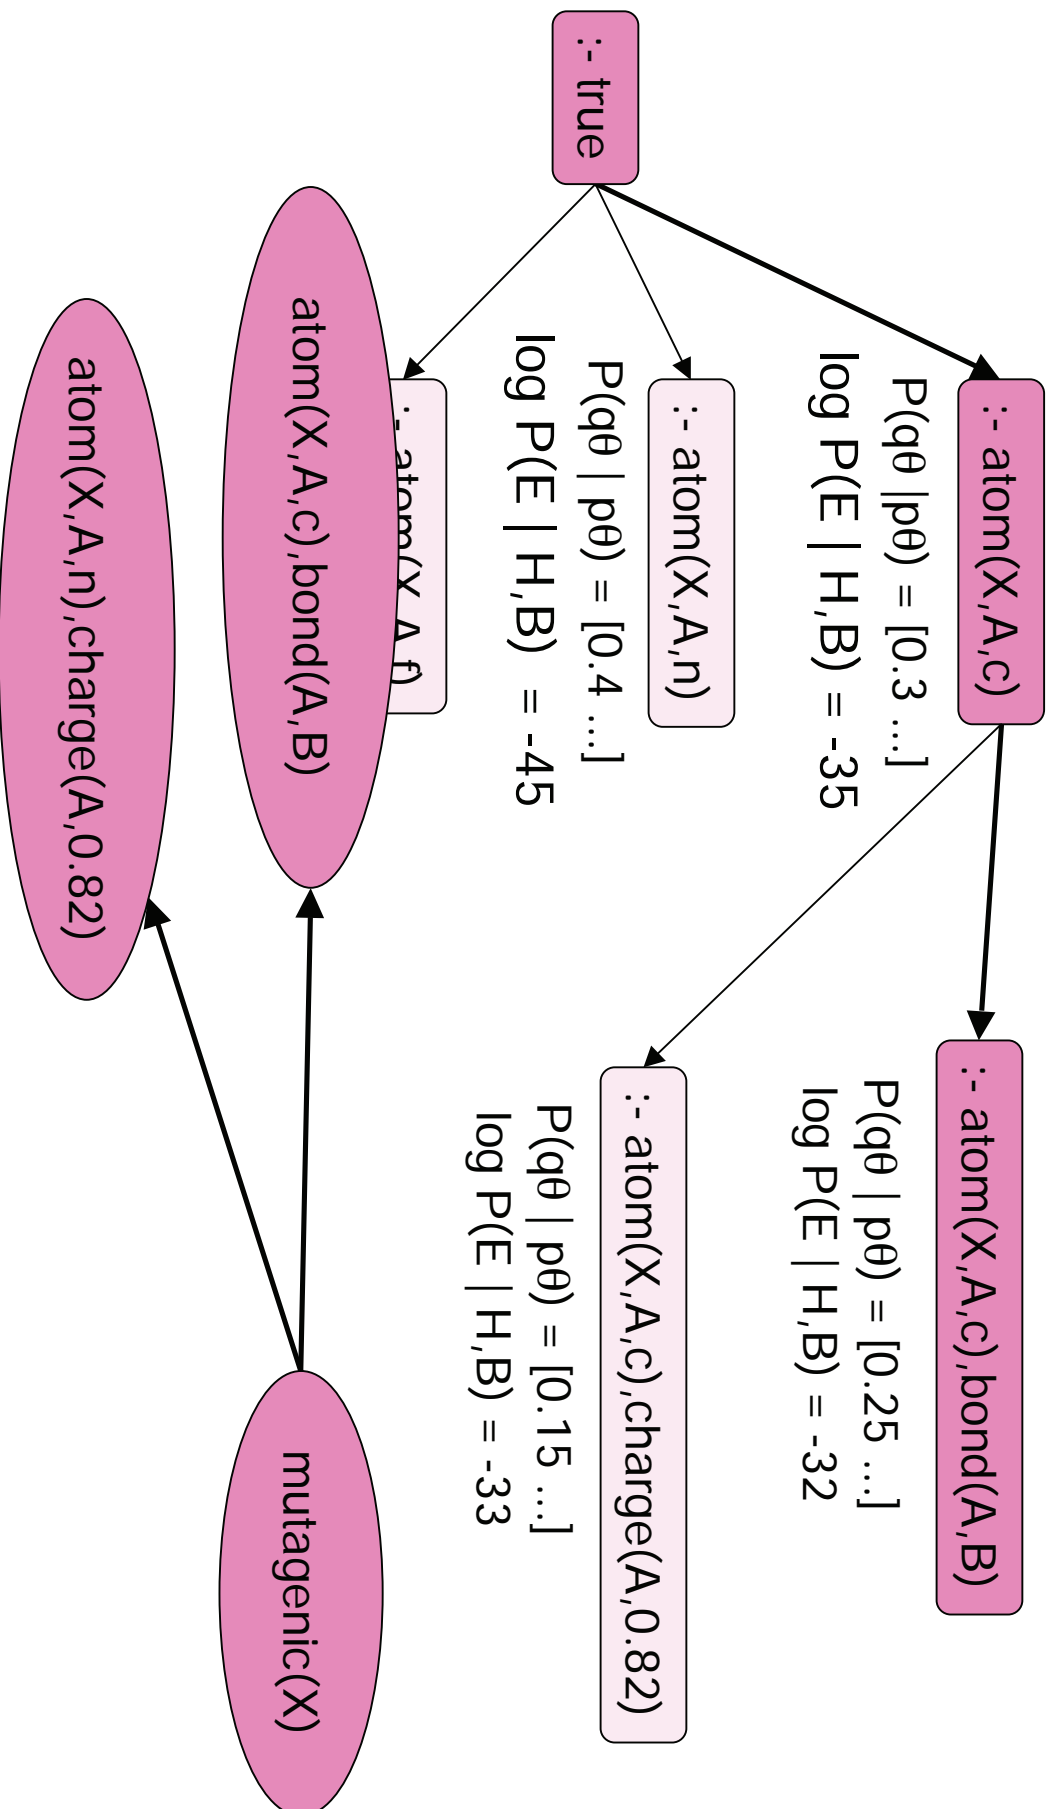 :- true
:- atom(X,A,c)
P(qθ |pθ) = [0.3 ...]
log P(E | H,B) = -35
:- atom(X,A,n)
P(qθ | pθ) = [0.4 ...]
log P(E | H,B) = -45
:- atom(X,A,f)
:- atom(X,A,c),bond(A,B)
P(qθ | pθ) = [0.25 ...]
log P(E | H,B) = -32
:- atom(X,A,c),charge(A,0.82)
P(qθ | pθ) = [0.15 ...]
log P(E | H,B) = -33
atom(X,A,c),bond(A,B)
atom(X,A,n),charge(A,0.82)
mutagenic(X)